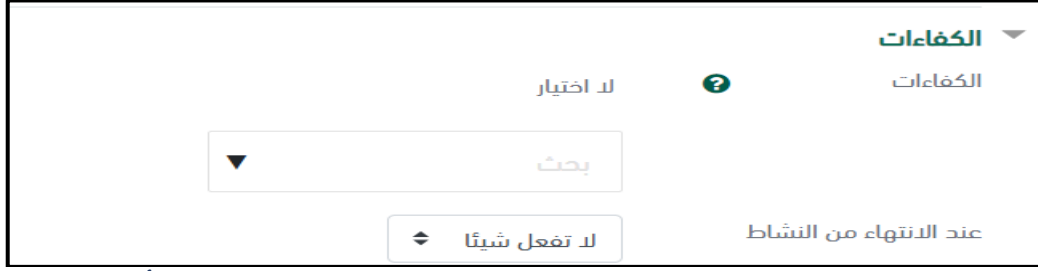 الكفاءات
الكفاءات لا اختيار
بحث
عند الانتهاء من النشاط لا تفعل شيئا